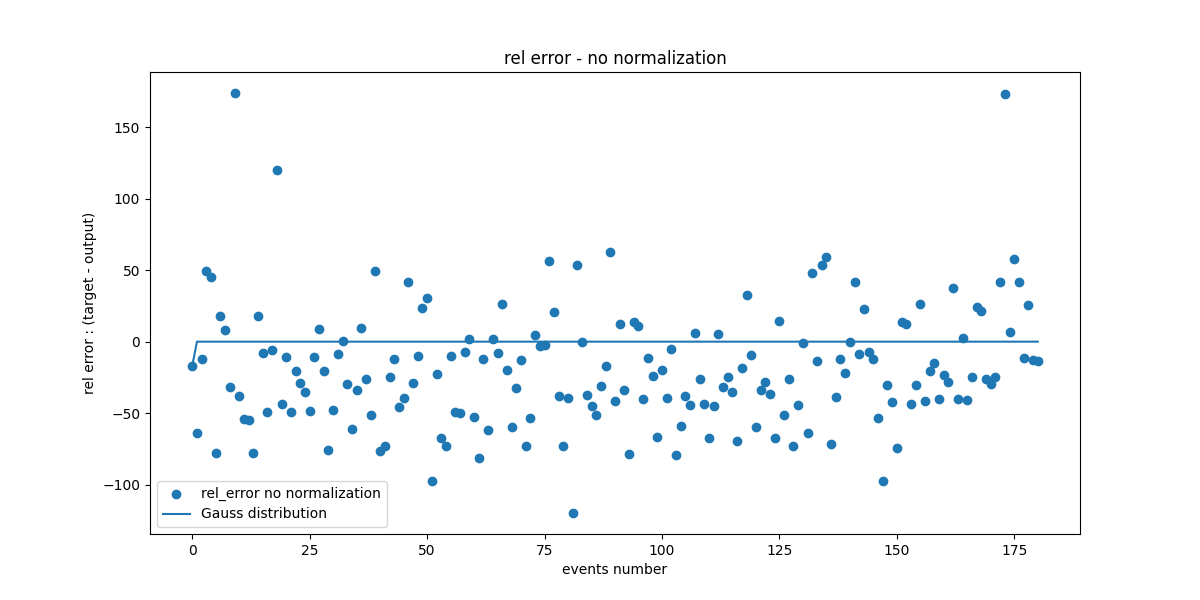 rel error - no normalization
rel error : (target - output)
150
100
50
0
−50
−100
rel_error no normalization
Gauss distribution
0
25
50
75
100
125
150
175
events number